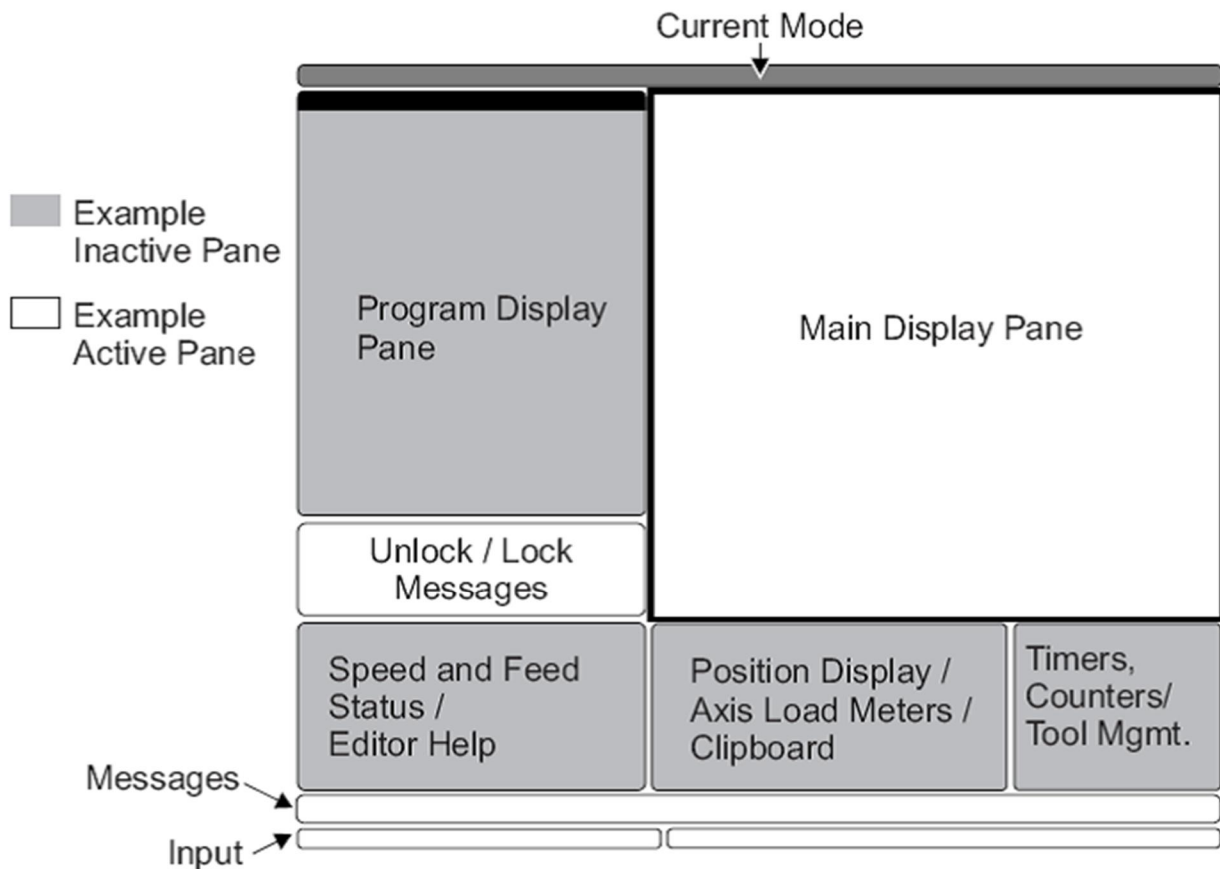 Current Mode
Example
Inactive Pane
Example
Active Pane
Program Display
Pane
Main Display Pane
Unlock / Lock
Messages
Speed and Feed
Status /
Editor Help
Position Display /
Axis Load Meters /
Clipboard
Timers,
Counters/
Tool Mgmt.
Messages
Input